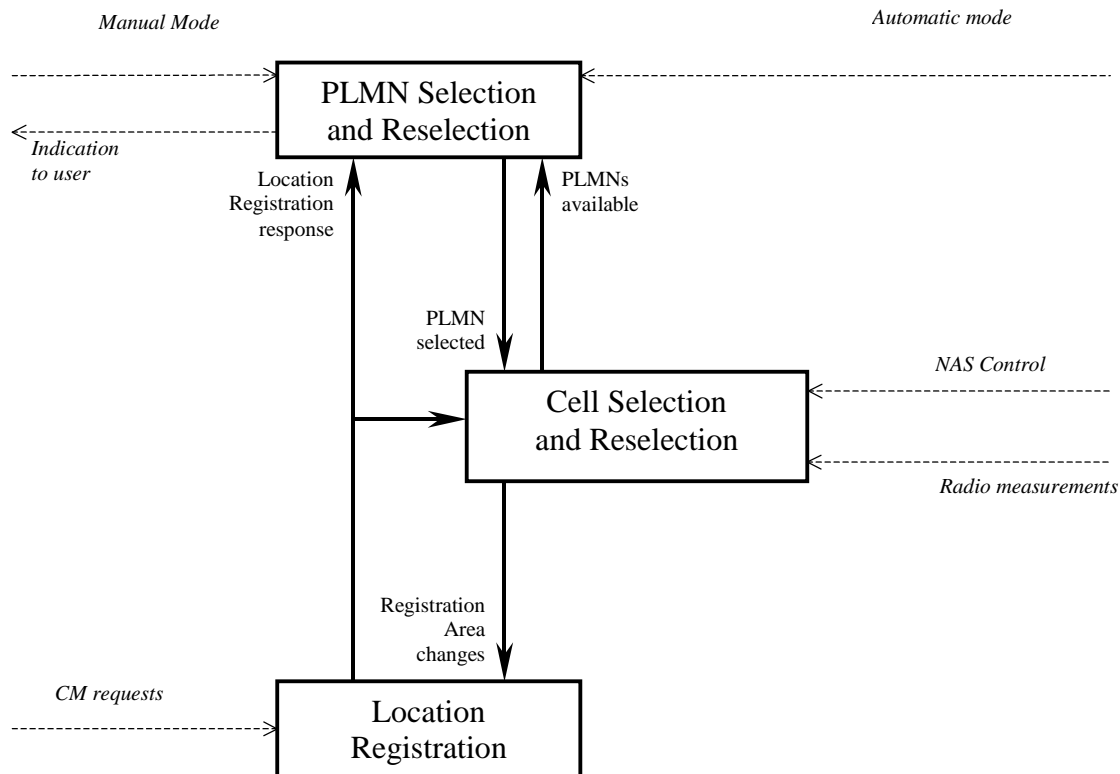 Manual Mode
Automatic mode
PLMN Selection
and Reselection
Indication
to user
Location
Registration
response
PLMNs
available
PLMN
selected
NAS Control
Cell Selection
and Reselection
Radio measurements
Registration
Area
changes
CM requests
Location
Registration